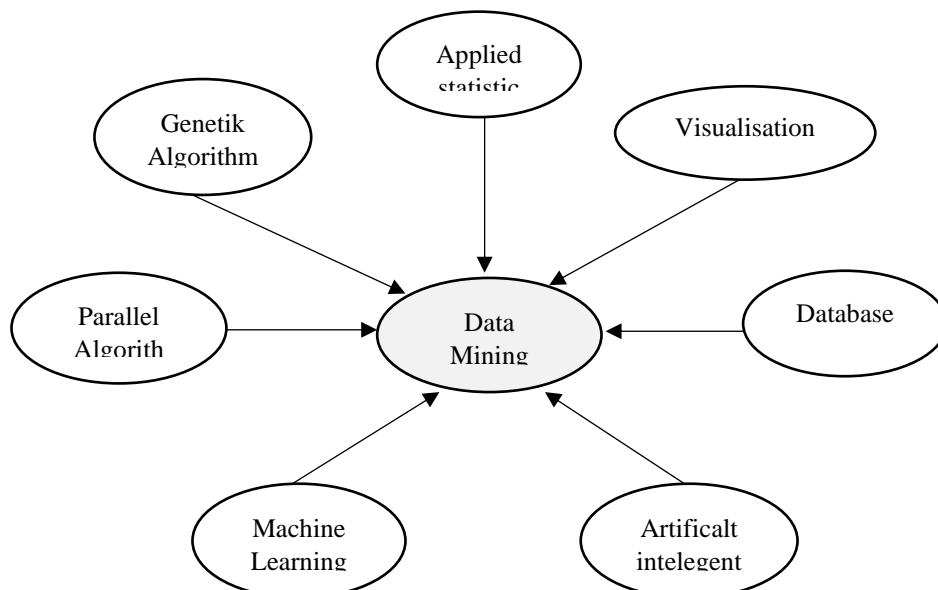 Applied
statistic
Genetik
Algorithm
Visualisation
Parallel
Algorith
Data
Mining
Database
Machine
Learning
Artificalt
intelegent